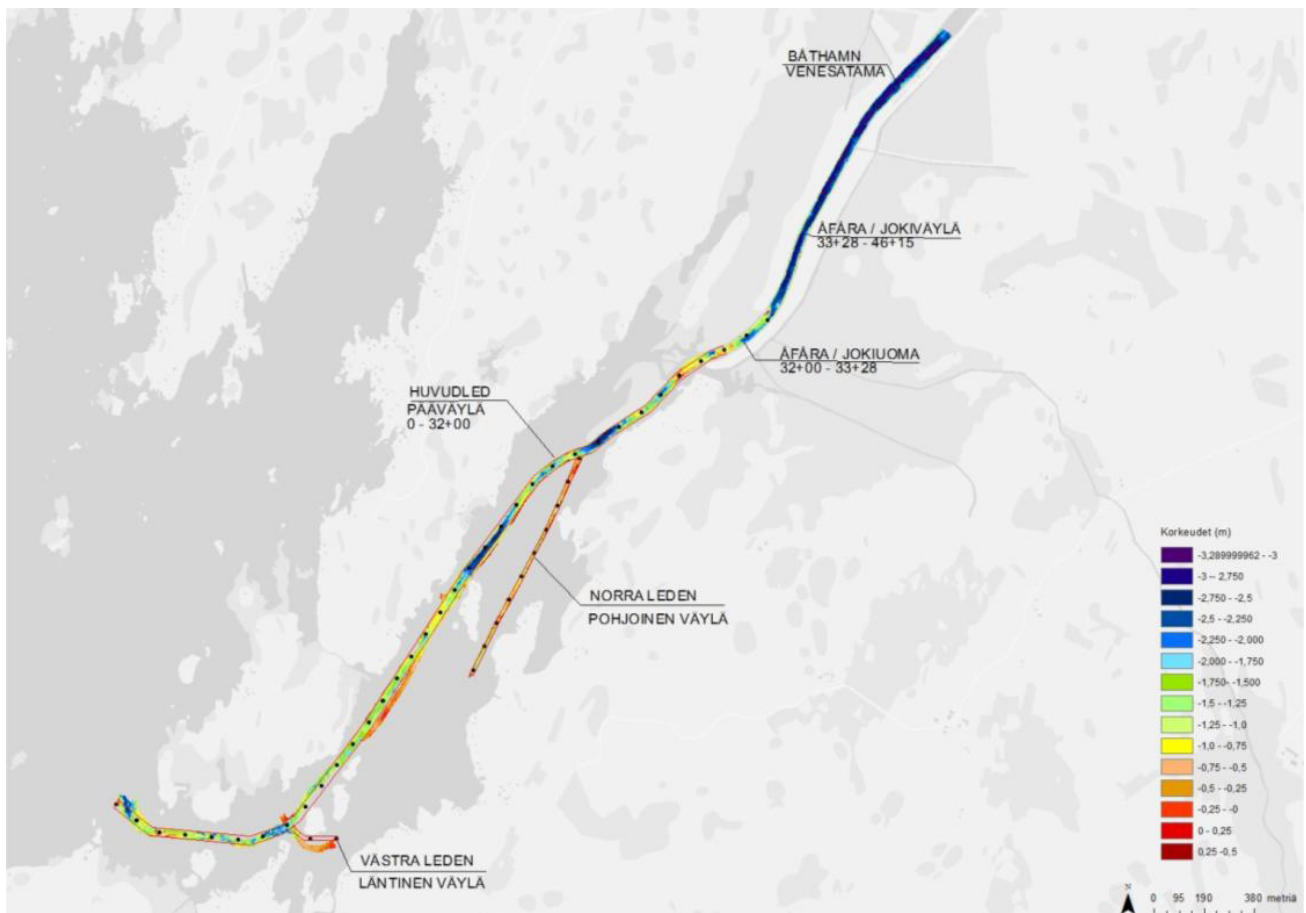 BÅTHAMN
VENESATAMA
ÅFÅRA / JOKIVÄYLÄ
33+28 - 46+15
ÅFÅRA / JOKIUOMA
32+00 - 33+28
HUVUDLED
PÄÄVÄYLÄ
0 - 32+00
NORRA LEDEN
POHJOINEN VÄYLÄ
VÄSTRA LEDEN
LÄNTINEN VÄYLÄ
Korkeudet (m)
-3,289999962 - -3
-3 -- 2,750
-2,750 --2,5
-2,5 --2,250
-2,250 --2,000
-2,000 --1,750
-1,750- -1,500
-1,5 --1,25
-1,25 --1,0
-1,0 --0,75
-0,75 --0,5
-0,5 --0,25
-0,25 --0
0 - 0,25
0,25 -0,5
N
0 95 190 380 metriä